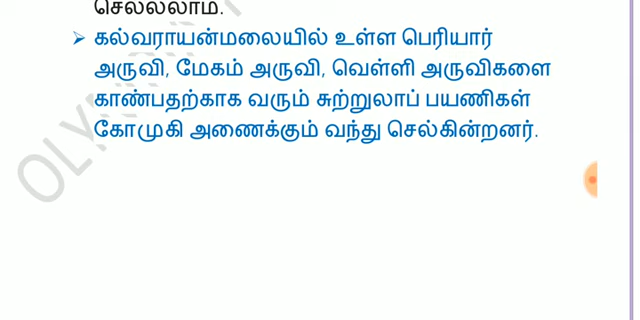 செல்லலாம்.
➤ கல்வராயன்மலையில் உள்ள பெரியார்
அருவி, மேகம் அருவி, வெள்ளி அருவிகளை
காண்பதற்காக வரும் சுற்றுலாப் பயணிகள்
கோமுகி அணைக்கும் வந்து செல்கின்றனர்.